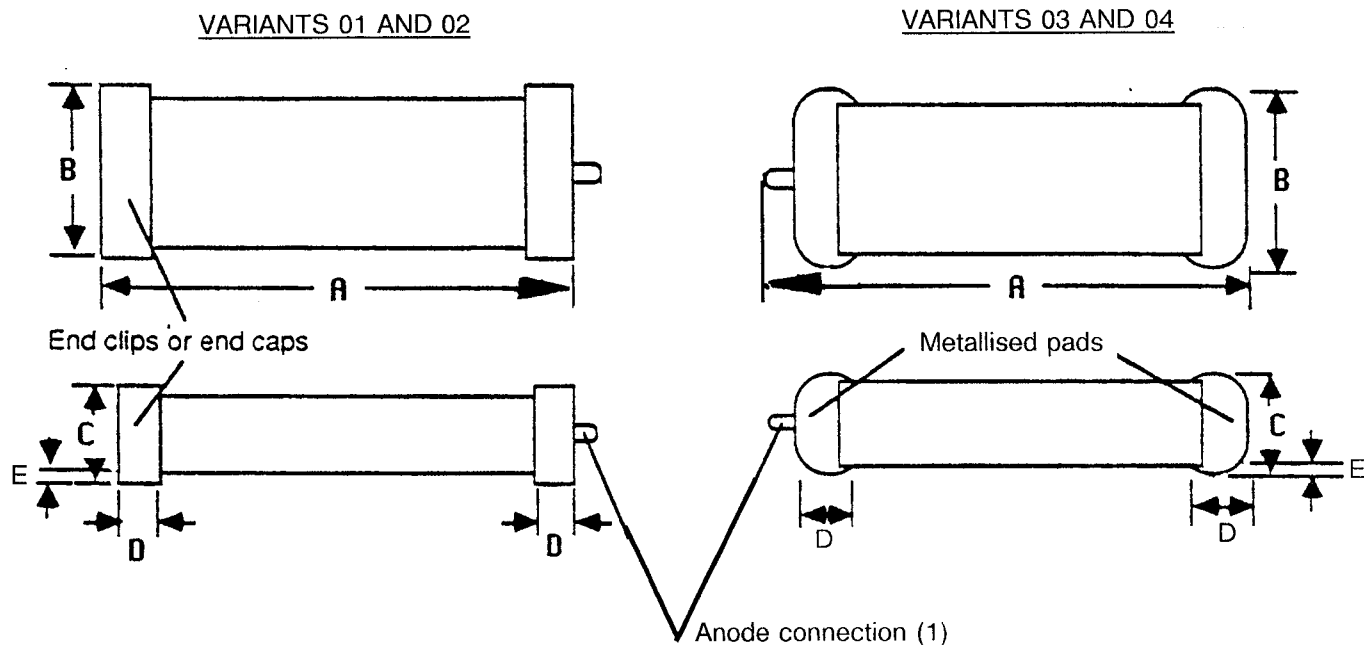 VARIANTS 01 AND 02
VARIANTS 03 AND 04
B
B
A
A
End clips or end caps
Metallised pads
C
C
E
E
D
D
D
D
Anode connection (1)